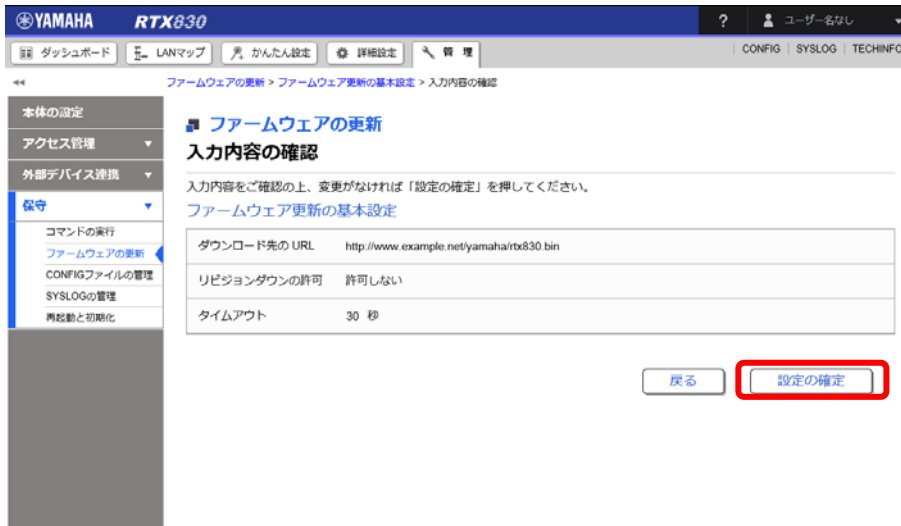 YAMAHA RTX830 ? ユーザー名なし
ダッシュボード LANマップ かんたん設定 詳細設定 管理 CONFIG SYSLOG TECHINFO
ファームウェアの更新 > ファームウェア更新の基本設定 > 入力内容の確認
本体の設定
アクセス管理
外部デバイス連携
保守
コマンドの実行
ファームウェアの更新
CONFIGファイルの管理
SYSLOGの管理
再起動と初期化
ファームウェアの更新
入力内容の確認
入力内容をご確認の上、変更がなければ「設定の確定」を押してください。
ファームウェア更新の基本設定
ダウンロード先の URL http://www.example.net/yamaha/rtx830.bin
リビジョンダウンの許可 許可しない
タイムアウト 30 秒
戻る 設定の確定